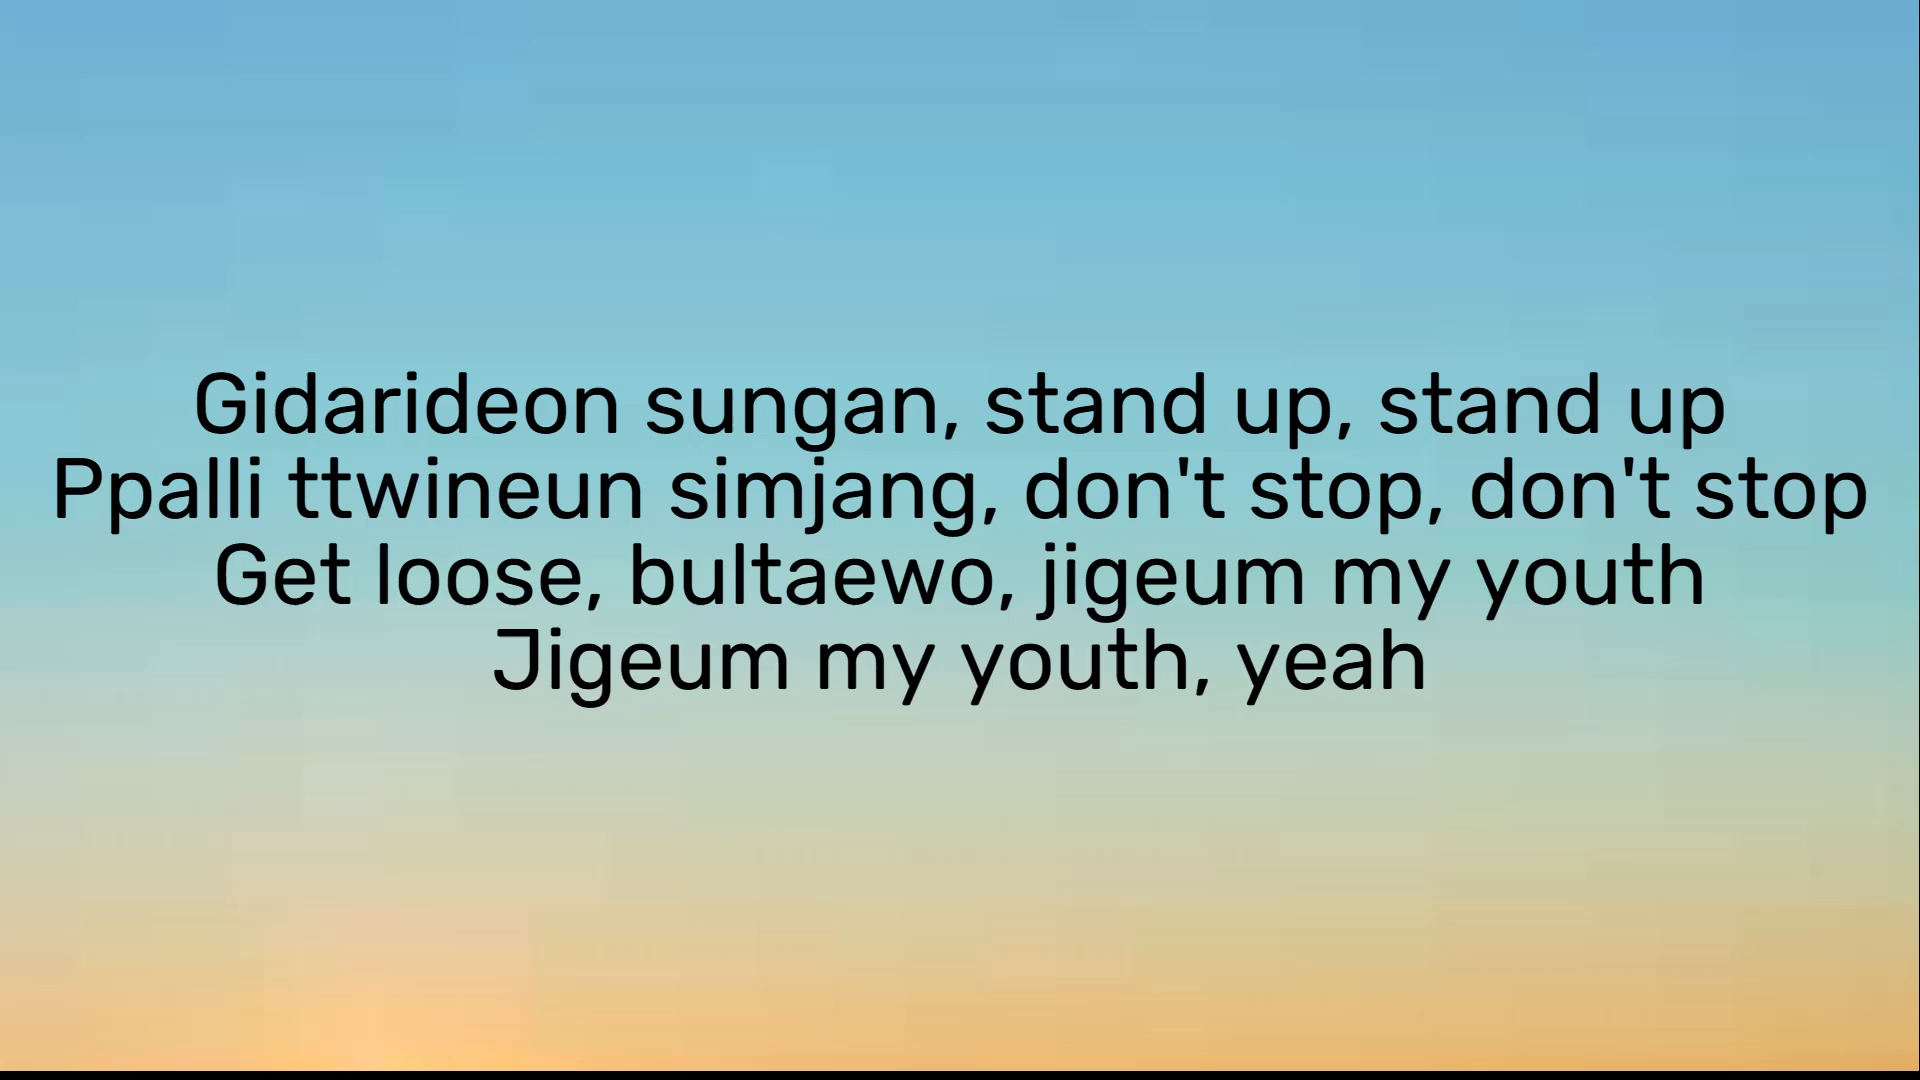 Gidarideon sungan, stand up, stand up
Ppalli ttwineun simjang, don't stop, don't stop
Get loose, bultaewo, jigeum my youth
Jigeum my youth, yeah